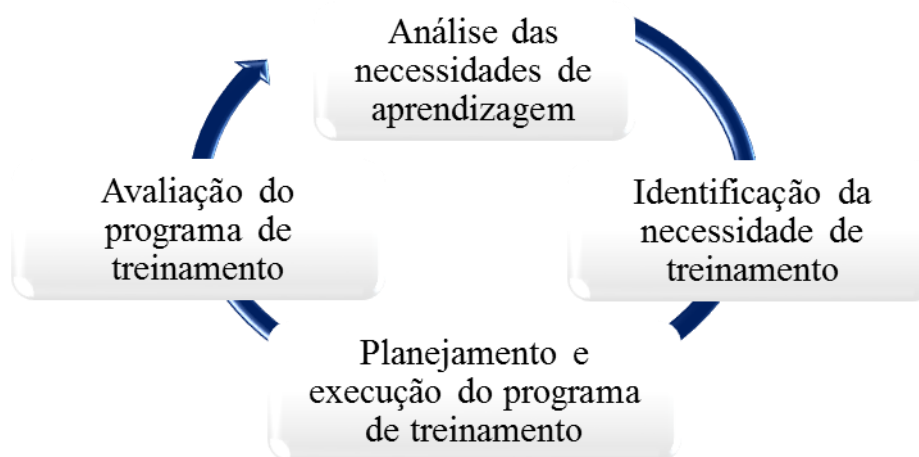 Análise das
necessidades de
aprendizagem
Identificação da
necessidade de
treinamento
Planejamento e
execução do programa
de treinamento
Avaliação do
programa de
treinamento